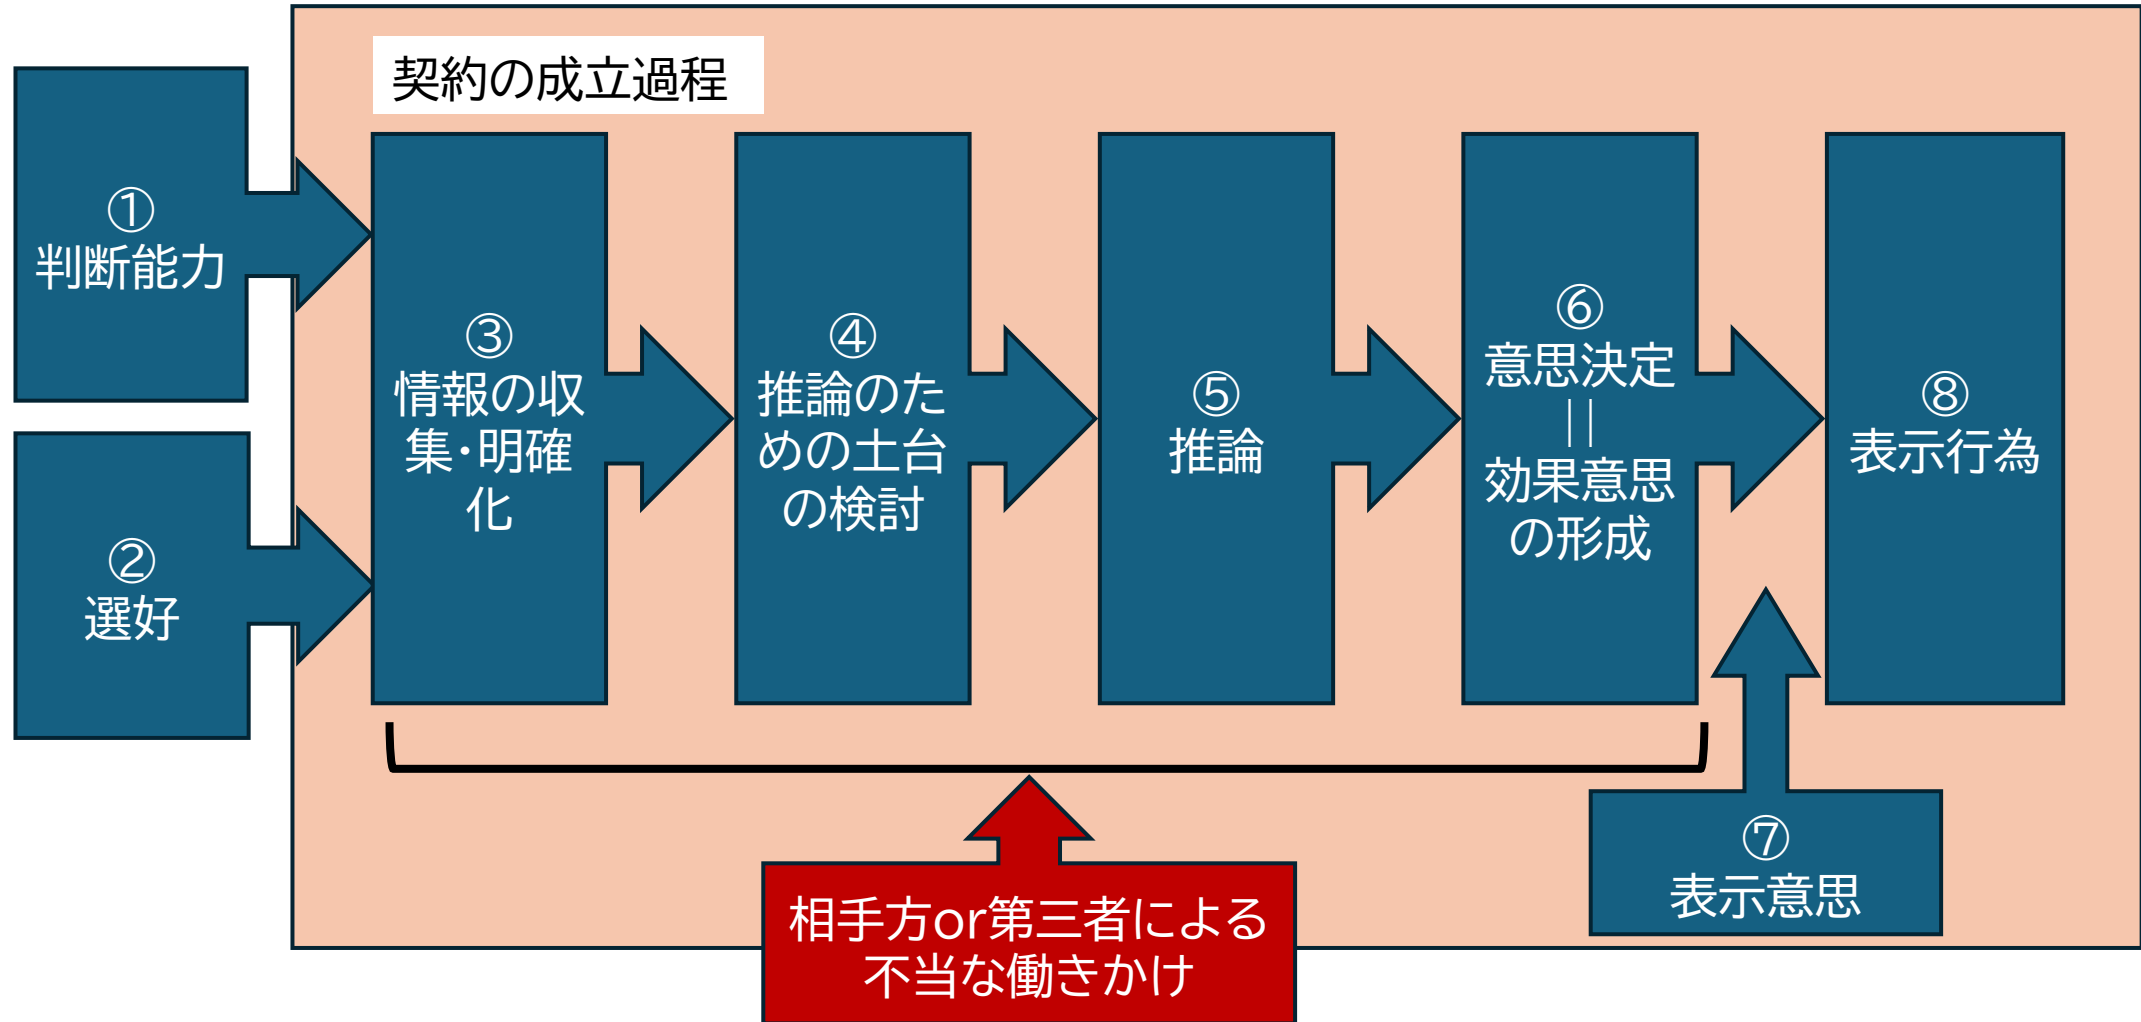 契約の成立過程
①
判断能力
②
選好
③
情報の収
集・明確
化
④
推論のた
めの土台
の検討
⑤
推論
⑥
意思決定
||
効果意思
の形成
⑦
表示意思
⑧
表示行為
相手方or第三者による
不当な働きかけ